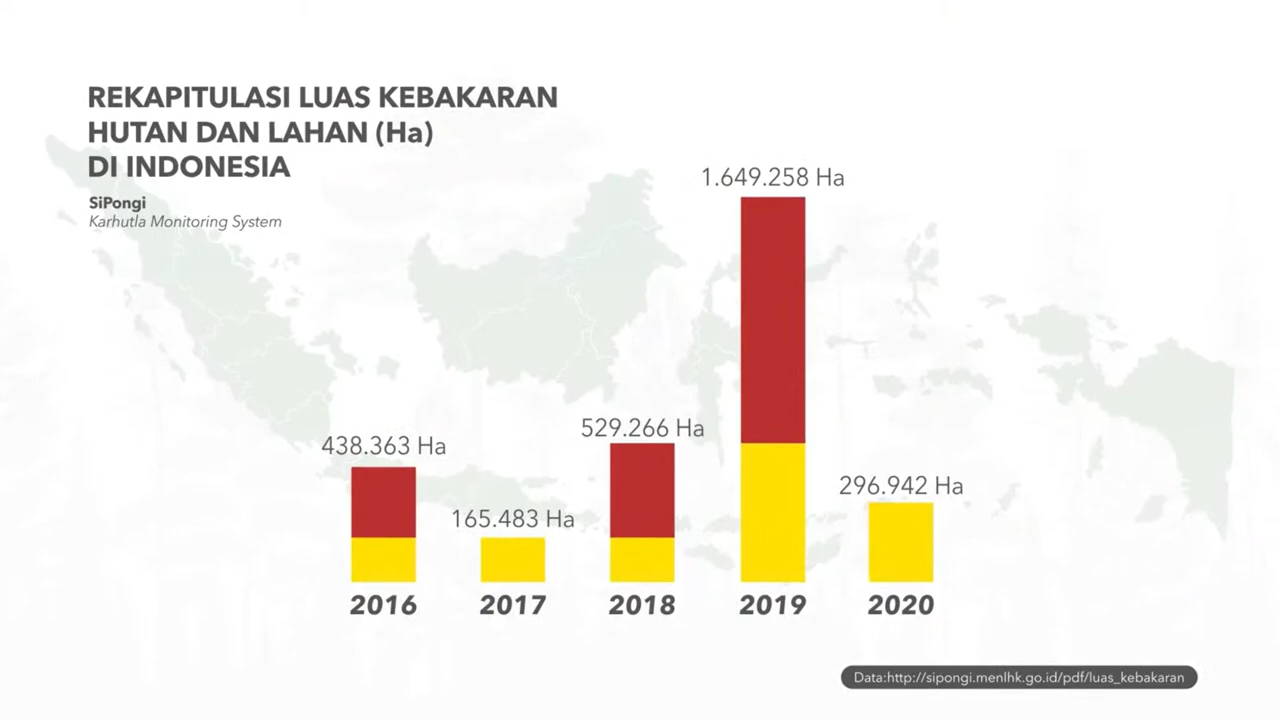 REKAPITULASI LUAS KEBAKARAN
HUTAN DAN LAHAN (Ha)
DI INDONESIA
SiPongi
Karhutla Monitoring System
1.649.258 Ha
529.266 Ha
438.363 Ha
296.942 Ha
165.483 Ha
2016
2017
2018
2019
2020
Data:http://sipongi.menlhk.go.id/pdf/luas_kebakaran